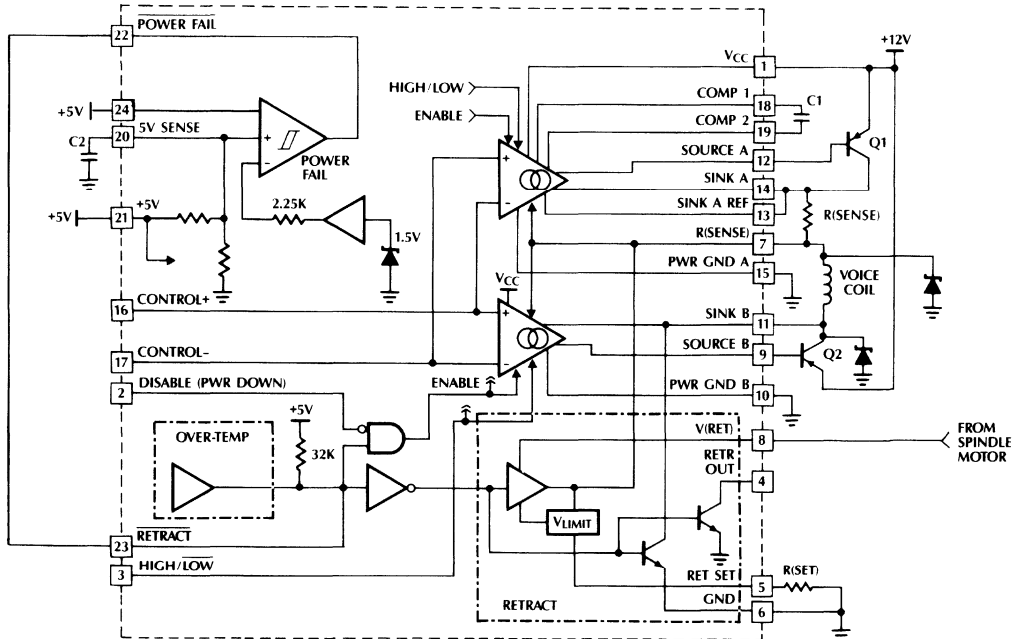 22 POWER FAIL
+12V
VCC 1
HIGH/LOW
COMP 1 18
C1
24
+5V
ENABLE
20 5V SENSE
COMP 2 19
C2
+
-
POWER FAIL
+
-
SOURCE A 12
Q1
SINK A 14
+5V 21 +5V
2.25K
SINK A REF 13
R(SENSE)
1.5V
R(SENSE) 7
PWR GND A 15
VOICE COIL
VCC
16 CONTROL+
+
-
SINK B 11
17 CONTROL-
SOURCE B 9
Q2
2 DISABLE (PWR DOWN)
ENABLE
PWR GND B 10
OVER-TEMP
+5V
32K
V(RET) 8
FROM SPINDLE MOTOR
RETR OUT 4
VLIMIT
23 RETRACT
3 HIGH/LOW
RET SET 5
R(SET)
RETRACT
GND 6